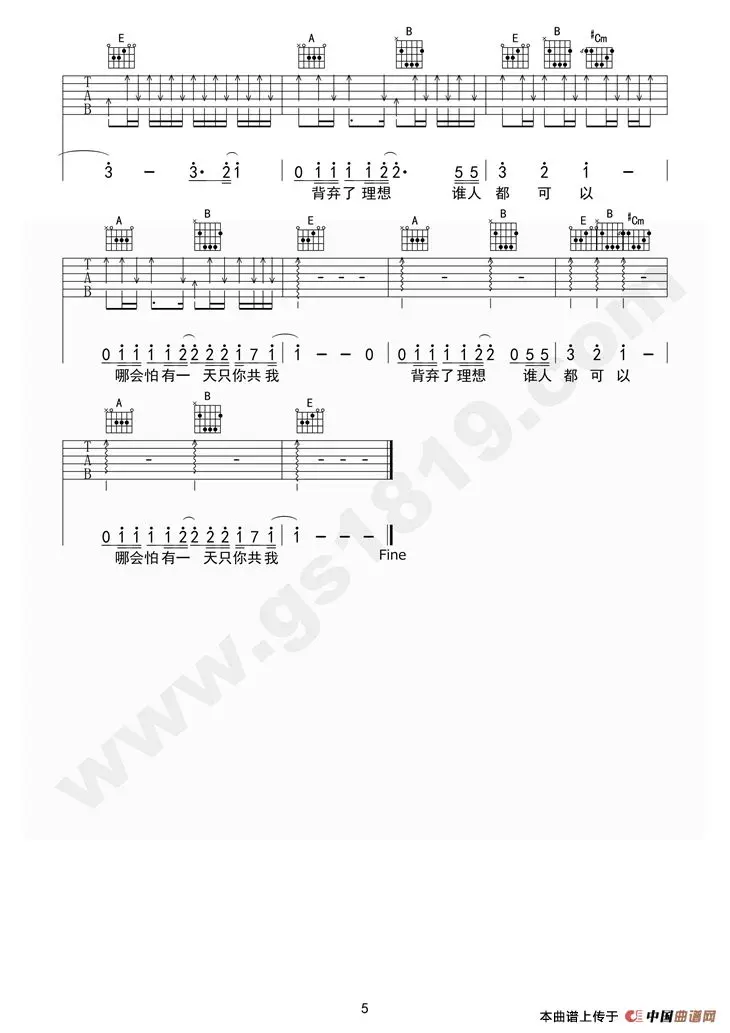 E A B E B #Cm
T
A
B
3 — 3· 2 1 0 1 1 1 1 2 2· 5 5 3 2 1 —
背弃了 理想 谁人 都 可 以
A B E A B E B #Cm
T
A
B
0 1 1 1 1 2 2 2 2 1 7 1 1 — — 0 0 1 1 1 1 2 2 0 5 5 3 2 1 —
哪会怕有一 天只你共我 背弃了理想 谁人 都 可 以
A B E
T
A
B
0 1 1 1 1 2 2 2 2 1 7 1 1 — — —
哪会怕有一 天只你共我 Fine
www.gs1819.com
5
本曲谱上传于 中国曲谱网